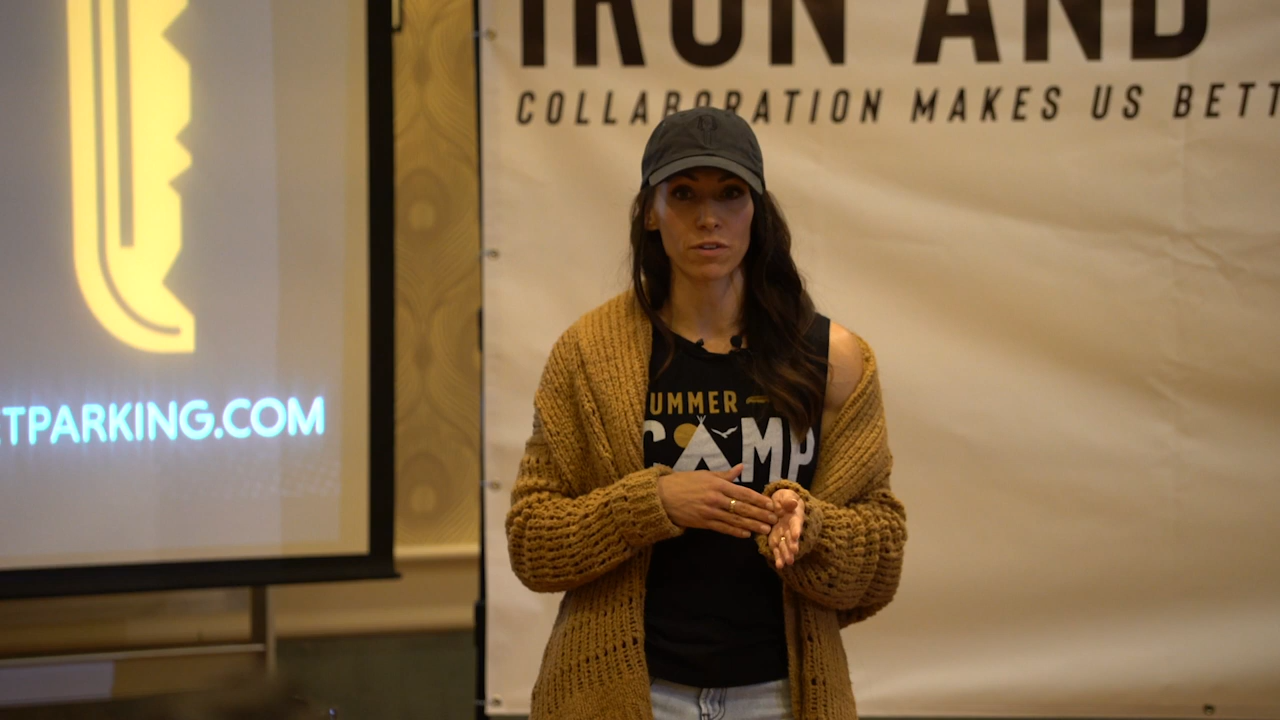 IRON AND
COLLABORATION MAKES US BETT
TPARKING.COM
UMMER
CAMP